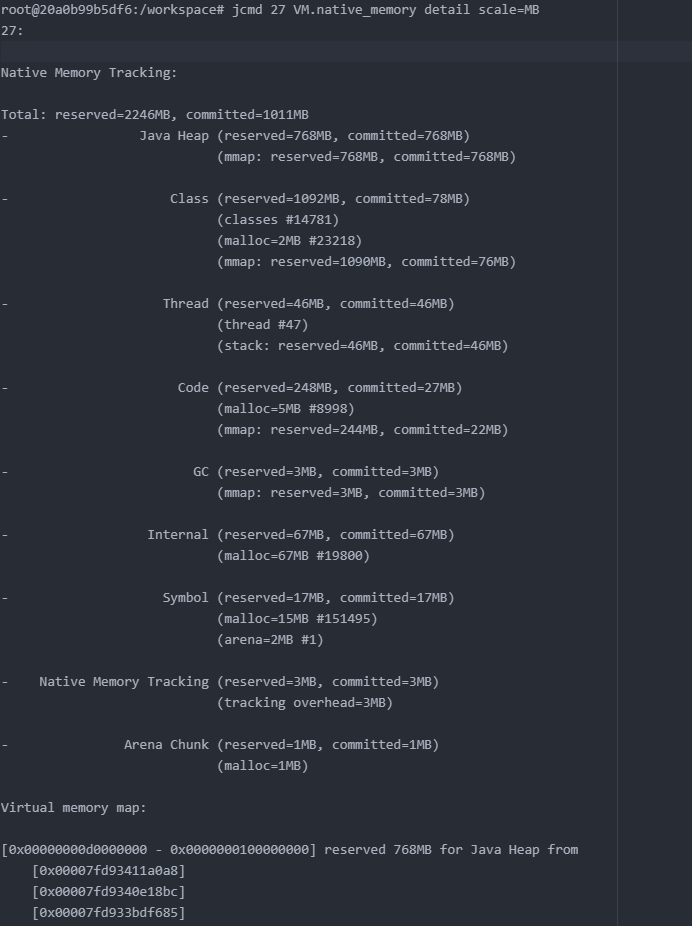 root@20a0b99b5df6:/workspace# jcmd 27 VM.native_memory detail scale=MB
27:
Native Memory Tracking:
Total: reserved=2246MB, committed=1011MB
- Java Heap (reserved=768MB, committed=768MB)
(mmap: reserved=768MB, committed=768MB)
- Class (reserved=1092MB, committed=78MB)
(classes #14781)
(malloc=2MB #23218)
(mmap: reserved=1090MB, committed=76MB)
- Thread (reserved=46MB, committed=46MB)
(thread #47)
(stack: reserved=46MB, committed=46MB)
- Code (reserved=248MB, committed=27MB)
(malloc=5MB #8998)
(mmap: reserved=244MB, committed=22MB)
- GC (reserved=3MB, committed=3MB)
(mmap: reserved=3MB, committed=3MB)
- Internal (reserved=67MB, committed=67MB)
(malloc=67MB #19800)
- Symbol (reserved=17MB, committed=17MB)
(malloc=15MB #151495)
(arena=2MB #1)
- Native Memory Tracking (reserved=3MB, committed=3MB)
(tracking overhead=3MB)
- Arena Chunk (reserved=1MB, committed=1MB)
(malloc=1MB)
Virtual memory map:
[0x00000000d0000000 - 0x0000000100000000] reserved 768MB for Java Heap from
[0x00007fd93411a0a8]
[0x00007fd9340e18bc]
[0x00007fd933bdf685]